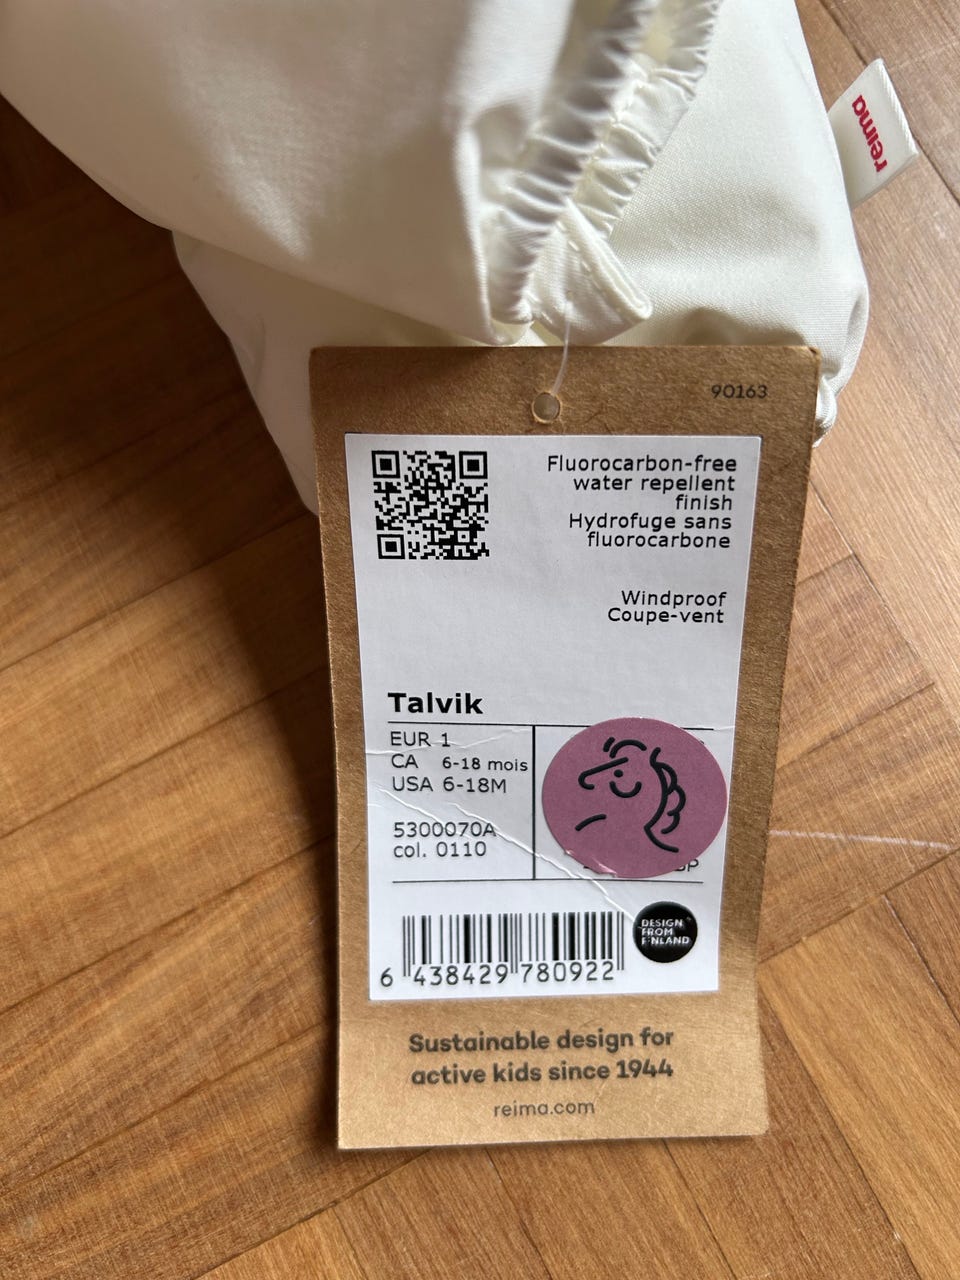 reima
90163
Fluorocarbon-free
water repellent
finish
Hydrofuge sans
fluorocarbone
Windproof
Coupe-vent
Talvik
EUR 1
CA 6-18 mois
USA 6-18M
5300070A
col. 0110
DESIGN
FROM
FINLAND
6 438429 780922
Sustainable design for
active kids since 1944
reima.com